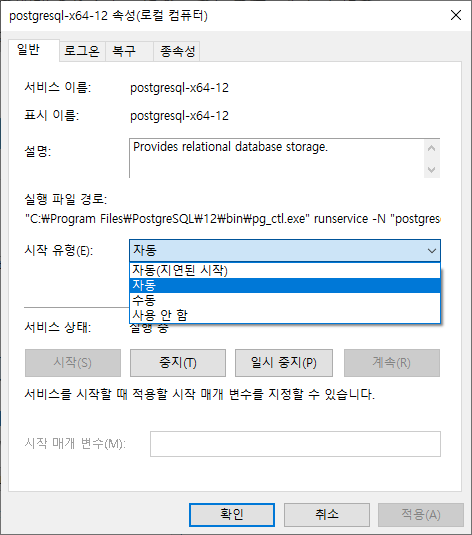 postgresql-x64-12 속성(로컬 컴퓨터)
일반 로그온 복구 종속성
서비스 이름: postgresql-x64-12
표시 이름: postgresql-x64-12
설명: Provides relational database storage.
실행 파일 경로:
"C:₩Program Files₩PostgreSQL₩12₩bin₩pg_ctl.exe" runservice -N "postgres
시작 유형(E): 자동
자동(지연된 시작)
자동
수동
사용 안 함
서비스 상태: 실행 중
시작(S) 중지(T) 일시 중지(P) 계속(R)
서비스를 시작할 때 적용할 시작 매개 변수를 지정할 수 있습니다.
시작 매개 변수(M):
확인 취소 적용(A)